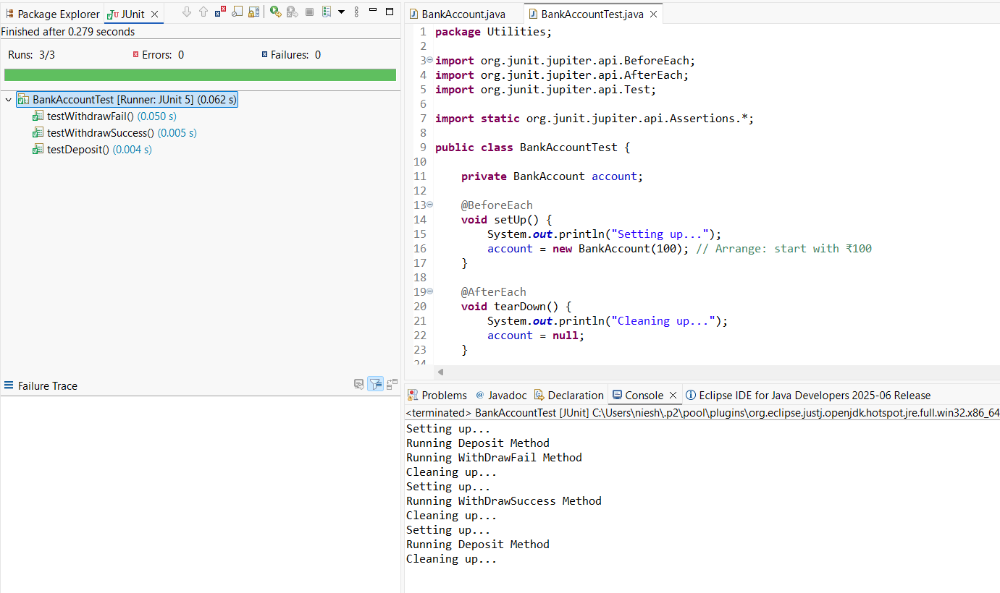 Package Explorer JUnit
Finished after 0.279 seconds
Runs: 3/3 Errors: 0 Failures: 0
BankAccountTest [Runner: JUnit 5] (0.062 s)
testWithdrawFail() (0.050 s)
testWithdrawSuccess() (0.005 s)
testDeposit() (0.004 s)
Failure Trace
BankAccount.java BankAccountTest.java
1 package Utilities;
2
3 import org.junit.jupiter.api.BeforeEach;
4 import org.junit.jupiter.api.AfterEach;
5 import org.junit.jupiter.api.Test;
6
7 import static org.junit.jupiter.api.Assertions.*;
8
9 public class BankAccountTest {
10
11 private BankAccount account;
12
13 @BeforeEach
14 void setUp() {
15 System.out.println("Setting up...");
16 account = new BankAccount(100); // Arrange: start with ₹100
17 }
18
19 @AfterEach
20 void tearDown() {
21 System.out.println("Cleaning up...");
22 account = null;
23 }
24
Problems @ Javadoc Declaration Console Eclipse IDE for Java Developers 2025-06 Release
<terminated> BankAccountTest [JUnit] C:\Users\niesh\.p2\pool\plugins\org.eclipse.justj.openjdk.hotspot.jre.full.win32.x86_64
Setting up...
Running Deposit Method
Running WithDrawFail Method
Cleaning up...
Setting up...
Running WithDrawSuccess Method
Cleaning up...
Setting up...
Running Deposit Method
Cleaning up...